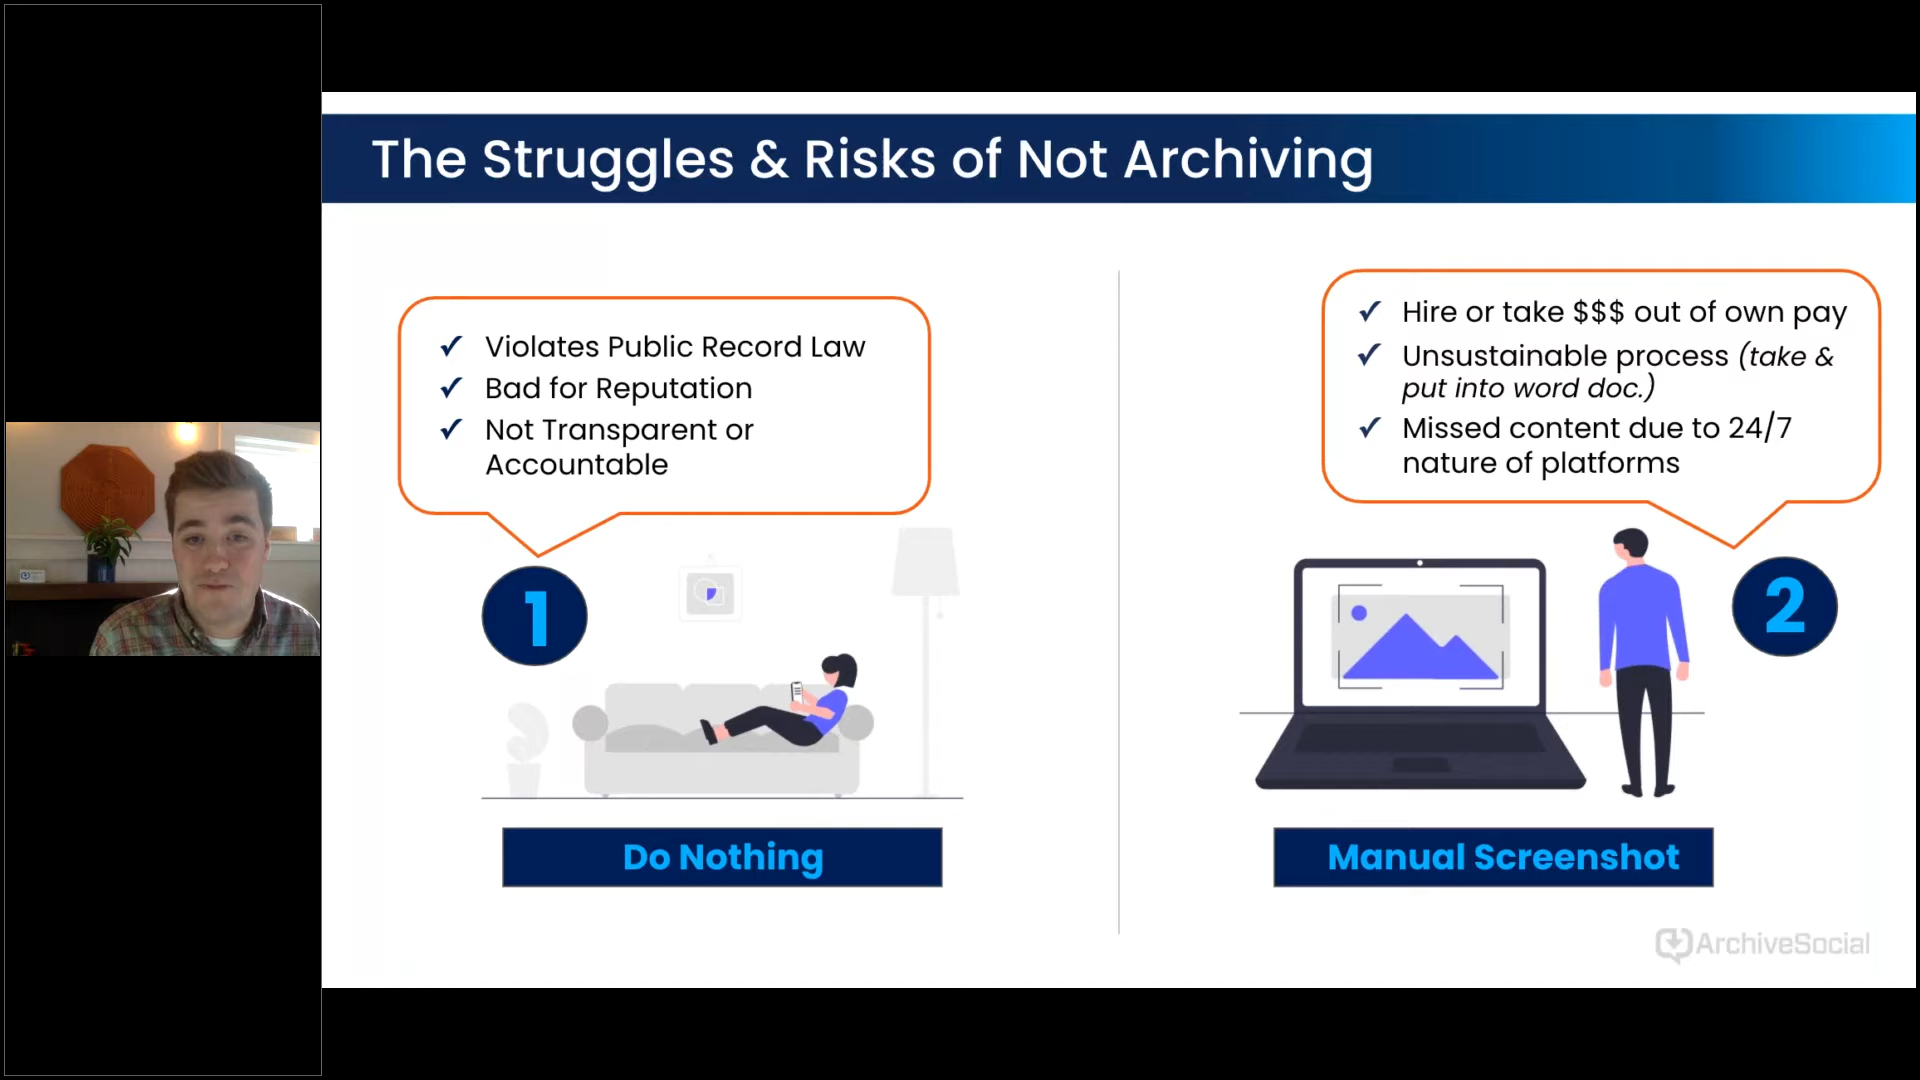 The Struggles & Risks of Not Archiving
✓ Violates Public Record Law
✓ Bad for Reputation
✓ Not Transparent or
Accountable
1
Do Nothing
✓ Hire or take $$$ out of own pay
✓ Unsustainable process (take &
put into word doc.)
✓ Missed content due to 24/7
nature of platforms
2
Manual Screenshot
ArchiveSocial